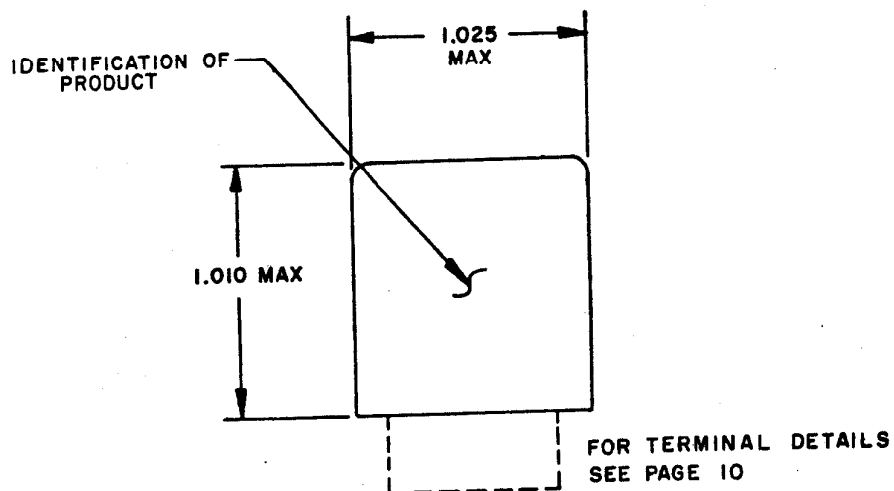 1.025
MAX
IDENTIFICATION OF
PRODUCT
1.010 MAX
FOR TERMINAL DETAILS
SEE PAGE 10